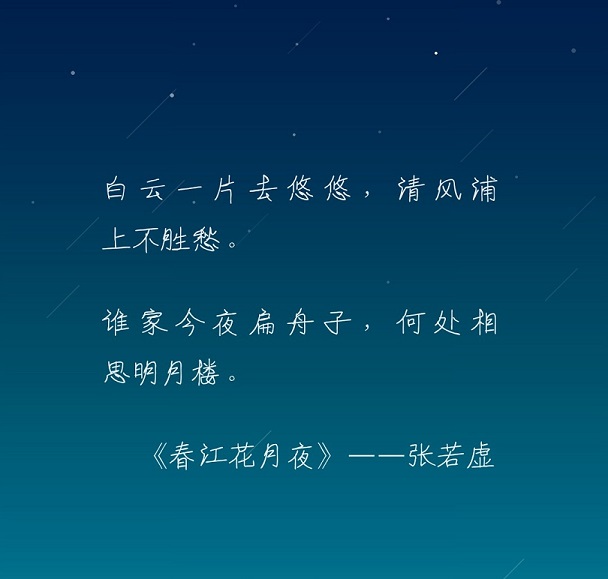 白云一片去悠悠，清风浦
上不胜愁。
谁家今夜扁舟子，何处相
思明月楼。
《春江花月夜》——张若虚